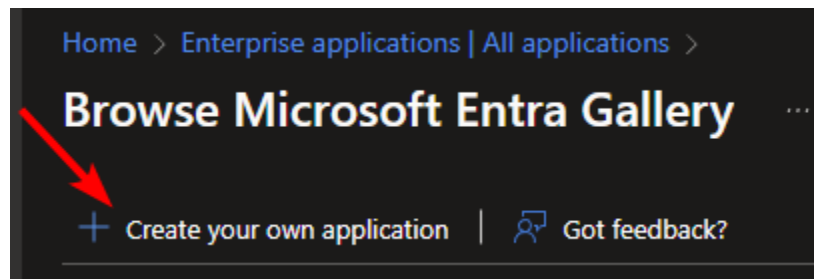 Home > Enterprise applications | All applications >
Browse Microsoft Entra Gallery ...
+ Create your own application | Got feedback?